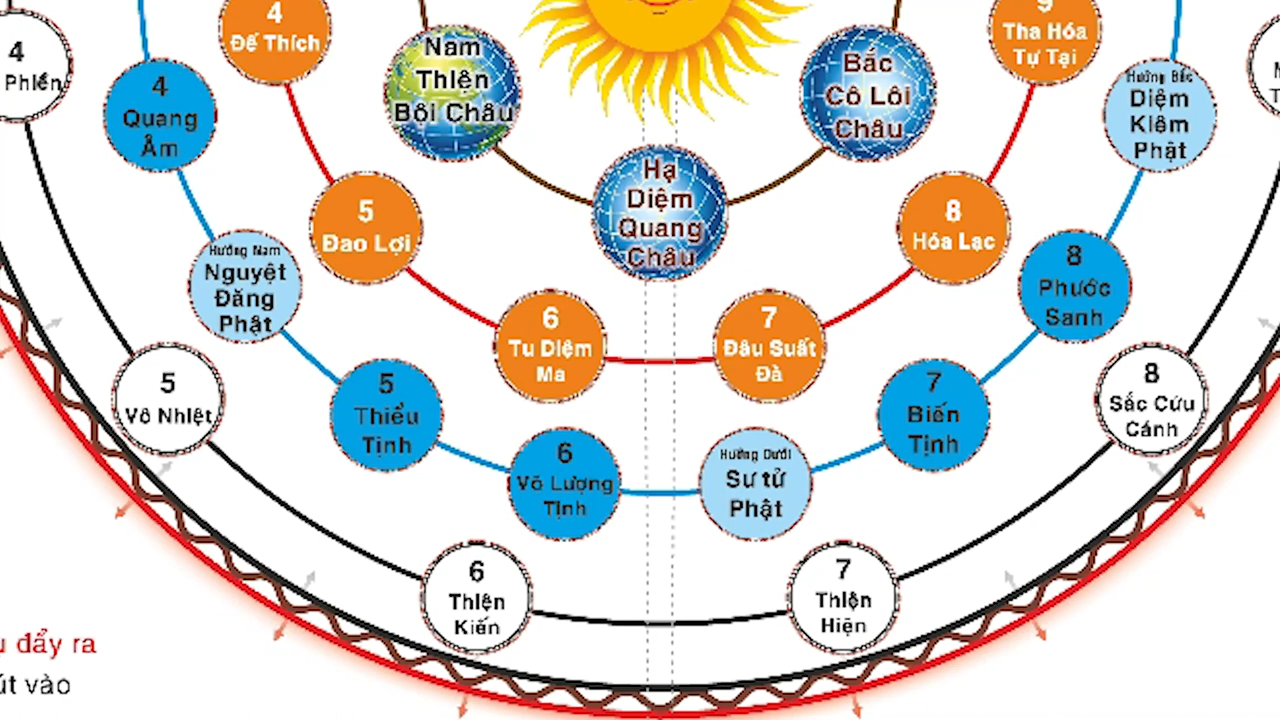 4
Đế Thích
9
Tha Hóa
Tự Tại
Nam
Thiện
Bội Châu
Bắc
Cô Lôi
Châu
4
Phiền
4
Quang
Âm
Hướng Bắc
Diệm
Kiêm
Phật
Hạ
Diệm
Quang
Châu
5
Đao Lợi
8
Hóa Lạc
Hướng Nam
Nguyệt
Đăng
Phật
8
Phước
Sanh
6
Tu Diệm
Ma
7
Đâu Suất
Đà
5
Vô Nhiệt
5
Thiểu
Tịnh
7
Biến
Tịnh
8
Sắc Cứu
Cánh
6
Vô Lượng
Tịnh
Hướng Dưới
Sư tử
Phật
6
Thiện
Kiến
7
Thiện
Hiện
đẩy ra
vào